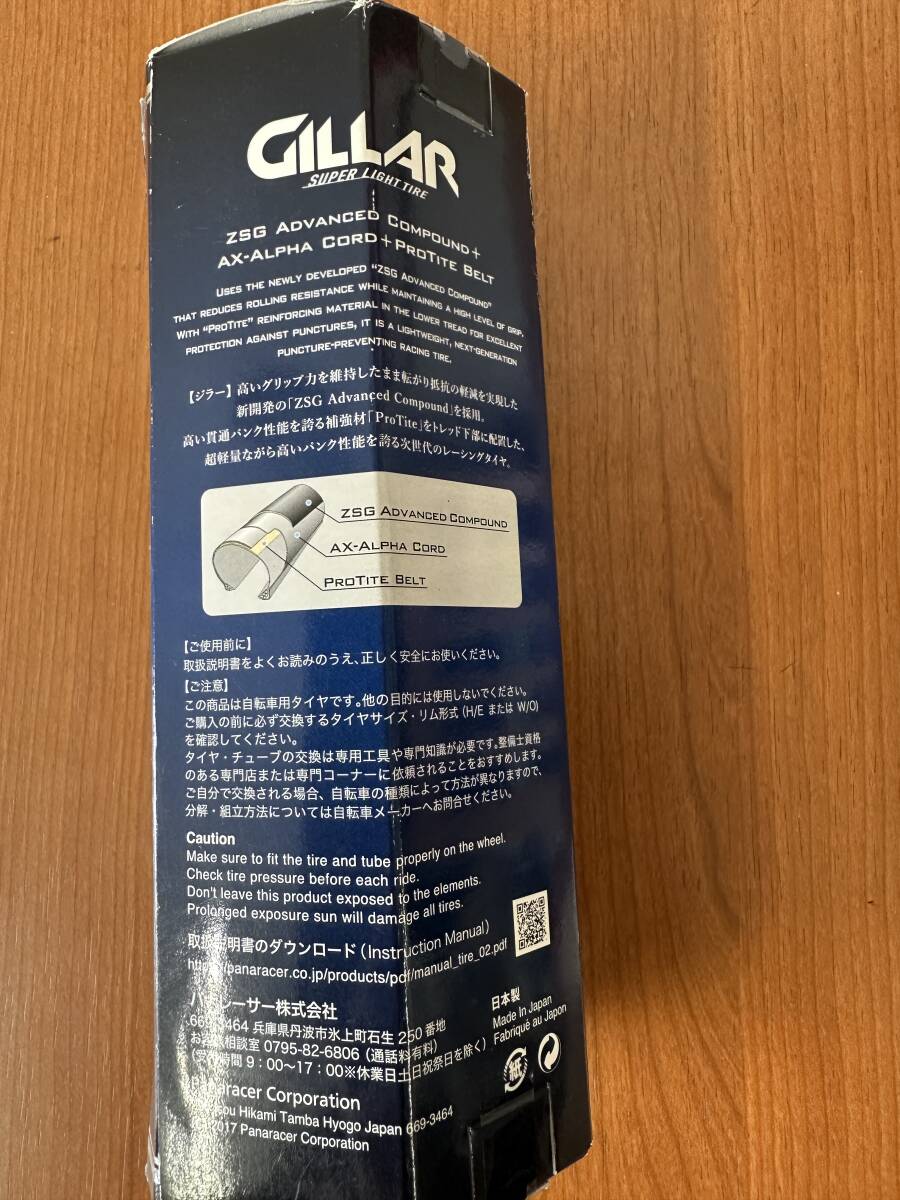 GILLAR
SUPER LIGHT TIRE
ZSG ADVANCED COMPOUND+
AX-ALPHA CORD+PROTITE BELT
USES THE NEWLY DEVELOPED "ZSG ADVANCED COMPOUND"
THAT REDUCES ROLLING RESISTANCE WHILE MAINTAINING A HIGH LEVEL OF GRIP.
WITH "PROTITE" REINFORCING MATERIAL IN THE LOWER TREAD FOR EXCELLENT
PROTECTION AGAINST PUNCTURES, IT IS A LIGHTWEIGHT, NEXT-GENERATION
PUNCTURE-PREVENTING RACING TIRE.
【ジラー】高いグリップ力を維持したまま転がり抵抗の軽減を実現した
新開発の「ZSG Advanced Compound」を採用。
高い貫通パンク性能を誇る補強材「ProTite」をトレッド下部に配置した、
超軽量ながら高いパンク性能を誇る次世代のレーシングタイヤ。
ZSG ADVANCED COMPOUND
AX-ALPHA CORD
PROTITE BELT
【ご使用前に】
取扱説明書をよくお読みのうえ、正しく安全にお使いください。
【ご注意】
この商品は自転車用タイヤです。他の目的には使用しないでください。
ご購入の前に必ず交換するタイヤサイズ・リム形式（H/E または W/O）
を確認してください。
タイヤ・チューブの交換は専用工具や専門知識が必要です。整備士資格
のある専門店または専門コーナーに依頼されることをおすすめします。
ご自分で交換される場合、自転車の種類によって方法が異なりますので、
分解・組立方法については自転車メーカーへお問合せください。
Caution
Make sure to fit the tire and tube properly on the wheel.
Check tire pressure before each ride.
Don't leave this product exposed to the elements.
Prolonged exposure sun will damage all tires.
取扱説明書のダウンロード（Instruction Manual）
http://panaracer.co.jp/products/pdf/manual_tire_02.pdf
パナレーサー株式会社
669-3464 兵庫県丹波市氷上町石生 250 番地
お客様相談室 0795-82-6806（通話料有料）
（受付時間 9：00〜17：00※休業日土日祝祭日を除く）
日本製
Made In Japan
Fabriqué au Japon
紙
Panaracer Corporation
Hikami Tamba Hyogo Japan 669-3464
2017 Panaracer Corporation